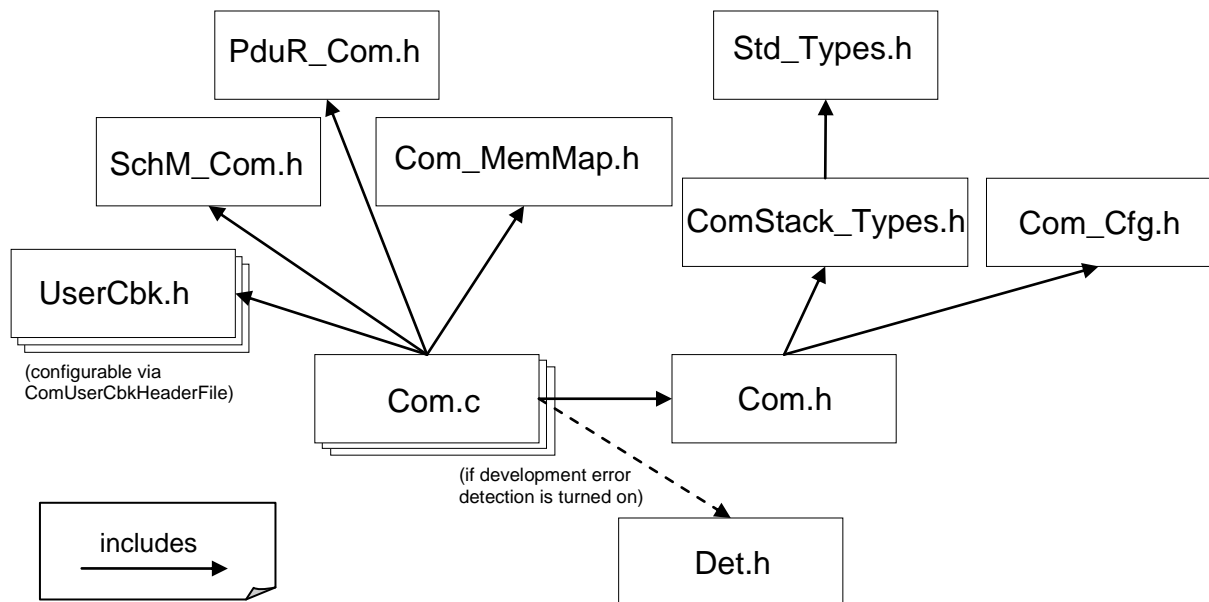 PduR_Com.h
Std_Types.h
SchM_Com.h
Com_MemMap.h
ComStack_Types.h
Com_Cfg.h
UserCbk.h
(configurable via
ComUserCbkHeaderFile)
Com.c
Com.h
(if development error
detection is turned on)
includes
Det.h